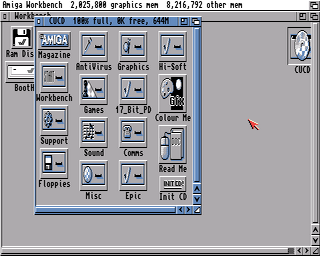 Amiga Workbench 2,025,800 graphics mem 8,216,792 other mem
Workbench
CUCD 100% full, 0K free, 644M
Ram Dis
BootH
AMIGA
Magazine
AntiVirus
Graphics
Hi-Soft
Workbench
Games
17_Bit_PD
Gfx
Colour Me
Support
Sound
Comms
Read Me
Floppies
Misc
Epic
INIT CD
Init CD
CUCD